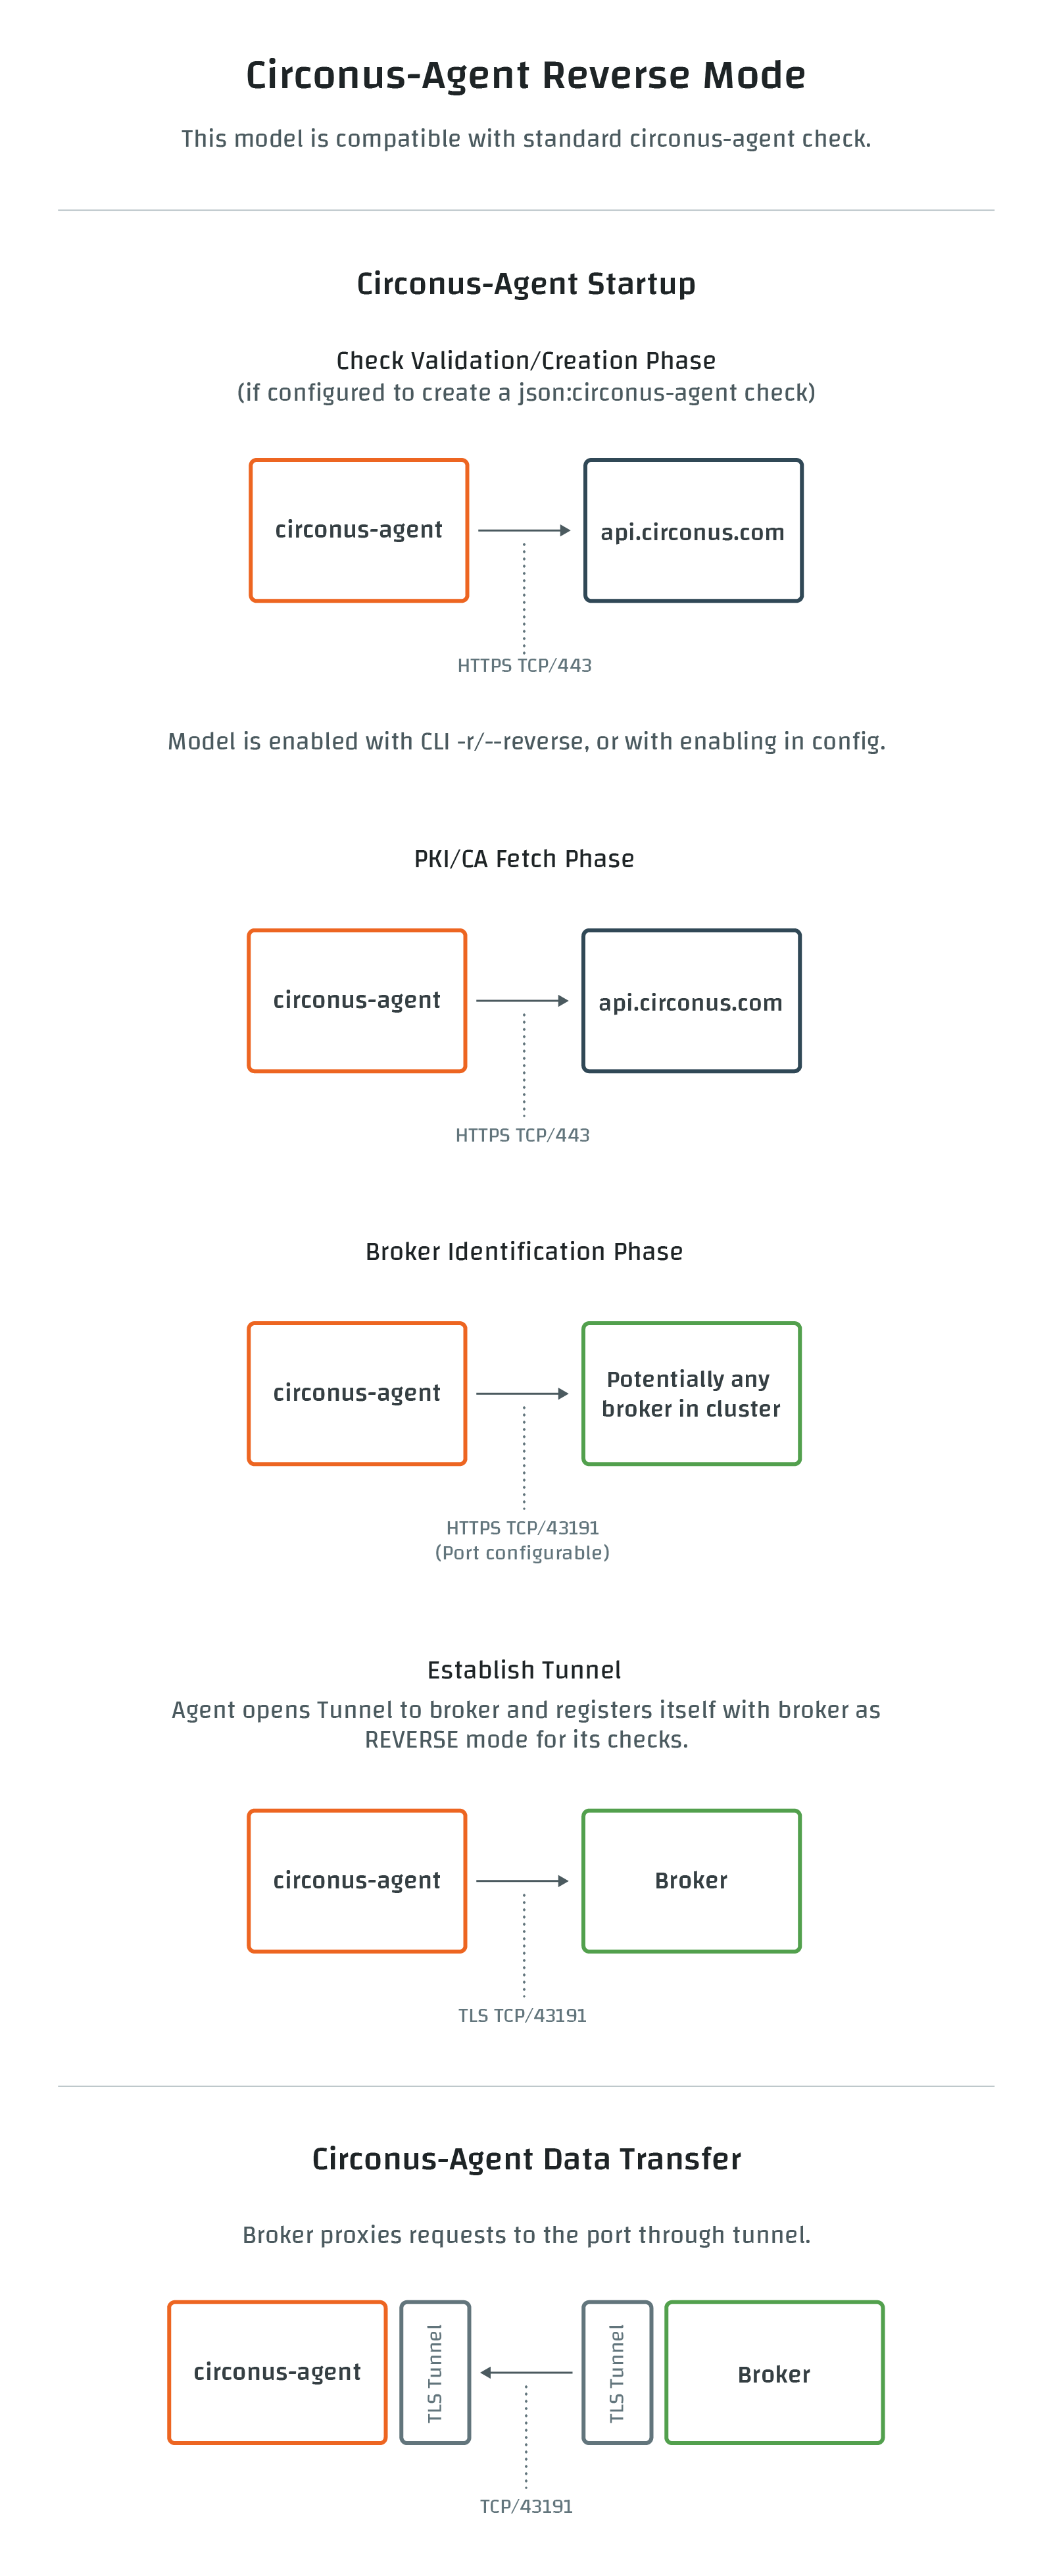 Circonus-Agent Reverse Mode
This model is compatible with standard circonus-agent check.
Circonus-Agent Startup
Check Validation/Creation Phase
(if configured to create a json:circonus-agent check)
circonus-agent
api.circonus.com
HTTPS TCP/443
Model is enabled with CLI -r/--reverse, or with enabling in config.
PKI/CA Fetch Phase
circonus-agent
api.circonus.com
HTTPS TCP/443
Broker Identification Phase
circonus-agent
Potentially any
broker in cluster
HTTPS TCP/43191
(Port configurable)
Establish Tunnel
Agent opens Tunnel to broker and registers itself with broker as
REVERSE mode for its checks.
circonus-agent
Broker
TLS TCP/43191
Circonus-Agent Data Transfer
Broker proxies requests to the port through tunnel.
circonus-agent
TLS Tunnel
TLS Tunnel
Broker
TCP/43191